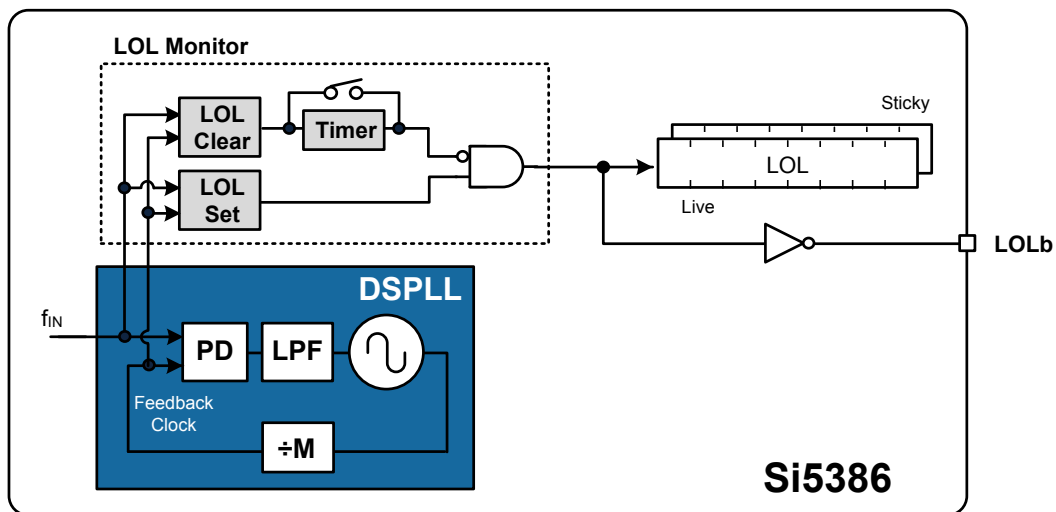 LOL Monitor
LOL
Clear
Timer
Sticky
LOL
Live
LOL
Set
LOLb
DSPLL
fIN
PD
LPF
Feedback
Clock
÷M
Si5386